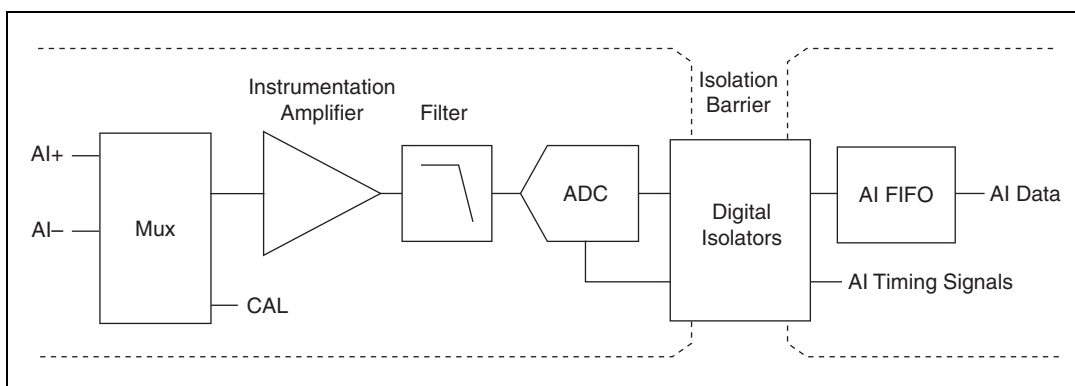 Isolation
Barrier
Instrumentation
Amplifier
Filter
AI+
AI–
Mux
CAL
ADC
Digital
Isolators
AI FIFO
AI Data
AI Timing Signals